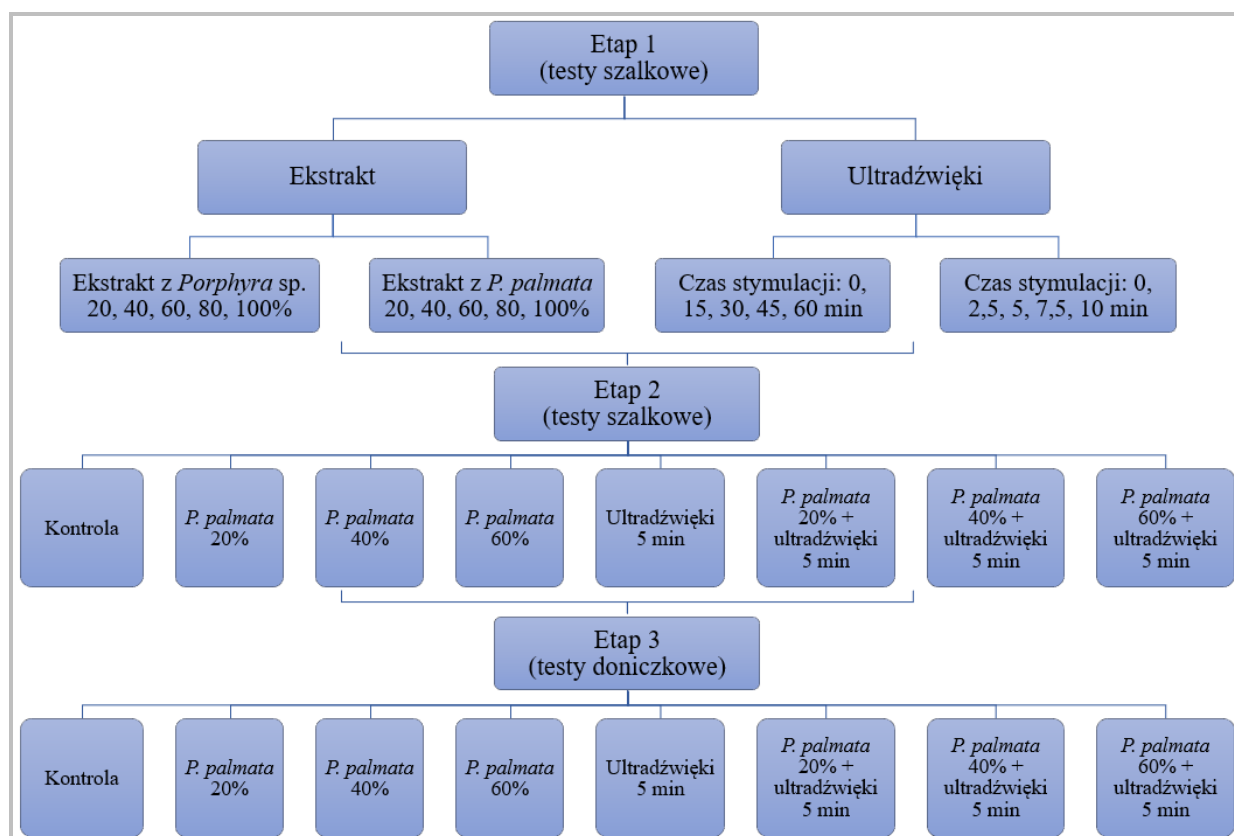 Etap 1
(testy szalkowe)
Ekstrakt
Ultradźwięki
Ekstrakt z Porphyra sp.
20, 40, 60, 80, 100%
Ekstrakt z P. palmata
20, 40, 60, 80, 100%
Czas stymulacji: 0,
15, 30, 45, 60 min
Czas stymulacji: 0,
2,5, 5, 7,5, 10 min
Etap 2
(testy szalkowe)
Kontrola
P. palmata
20%
P. palmata
40%
P. palmata
60%
Ultradźwięki
5 min
P. palmata
20% +
ultradźwięki
5 min
P. palmata
40% +
ultradźwięki
5 min
P. palmata
60% +
ultradźwięki
5 min
Etap 3
(testy doniczkowe)
Kontrola
P. palmata
20%
P. palmata
40%
P. palmata
60%
Ultradźwięki
5 min
P. palmata
20% +
ultradźwięki
5 min
P. palmata
40% +
ultradźwięki
5 min
P. palmata
60% +
ultradźwięki
5 min